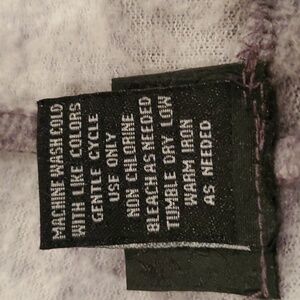 MACHINE WASH COLD
WITH LIKE COLORS
GENTLE CYCLE
USE ONLY
NON CHLORINE
BLEACH AS NEEDED
TUMBLE DRY LOW
WARM IRON
AS NEEDED